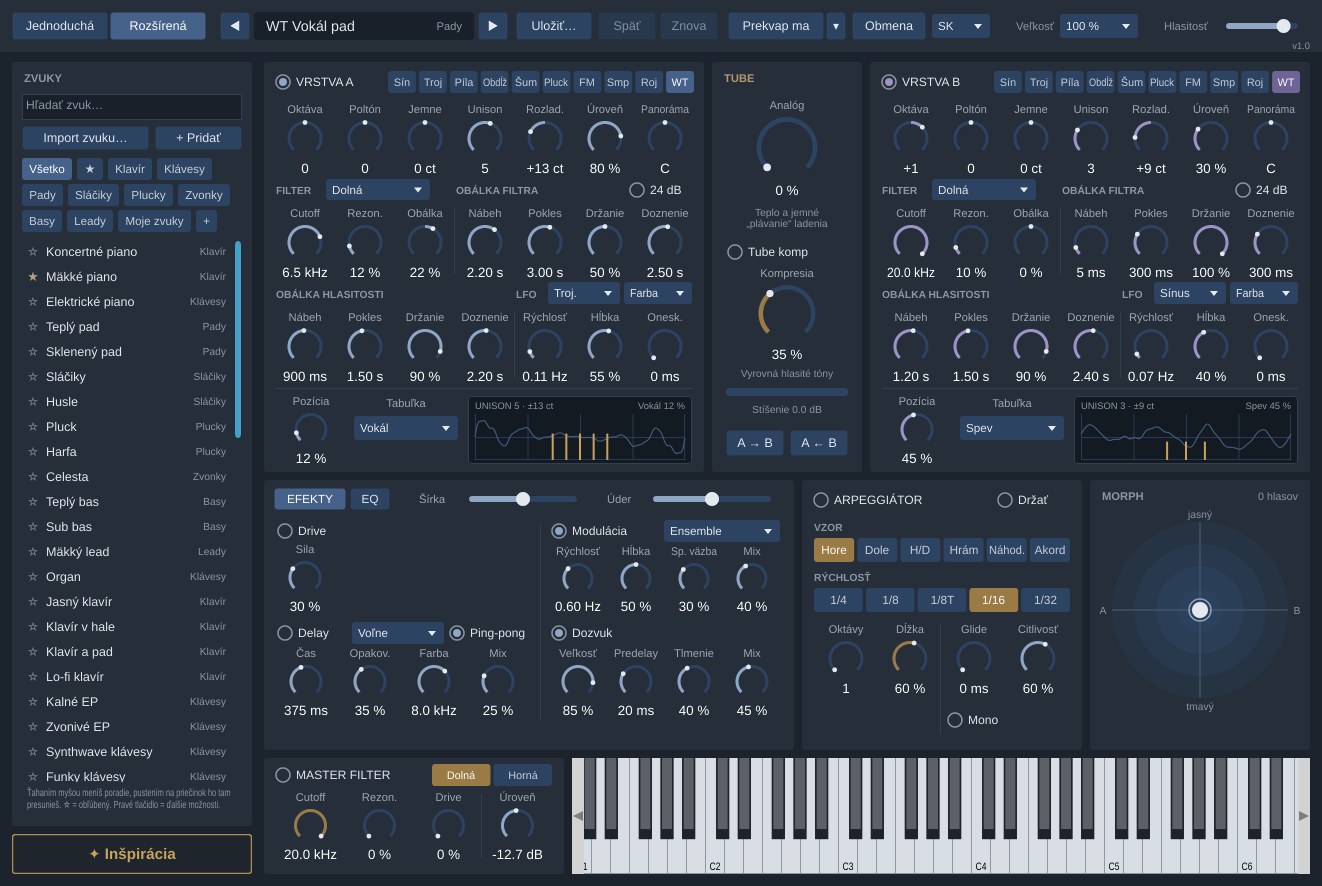 Jednoduchá Rozšírená ◀ WT Vokál pad Pady ▶ Uložiť… Späť Znova Prekvap ma ▾ Obmena SK Veľkosť 100 % Hlasitosť
v1.0
ZVUKY
Hľadať zvuk…
Import zvuku… + Pridať
Všetko ★ Klavír Klávesy
Pady Sláčiky Plucky Zvonky
Basy Leady Moje zvuky +
☆ Koncertné piano Klavír
★ Mäkké piano Klavír
☆ Elektrické piano Klávesy
☆ Teplý pad Pady
☆ Sklenený pad Pady
☆ Sláčiky Sláčiky
☆ Husle Sláčiky
☆ Pluck Plucky
☆ Harfa Plucky
☆ Celesta Zvonky
☆ Teplý bas Basy
☆ Sub bas Basy
☆ Mäkký lead Leady
☆ Organ Klávesy
☆ Jasný klavír Klavír
☆ Klavír v hale Klavír
☆ Klavír a pad Klavír
☆ Lo-fi klavír Klavír
☆ Kalné EP Klávesy
☆ Zvonivé EP Klávesy
☆ Synthwave klávesy Klávesy
☆ Funky klávesy Klávesy
Ťahaním myšou meníš poradie, pustením na priečinok ho tam
presunieš. ☆ = obľúbený. Pravé tlačidlo = ďalšie možnosti.
✦ Inšpirácia
VRSTVA A Sín Troj Píla Obdĺž Šum Pluck FM Smp Roj WT
Oktáva Poltón Jemne Unison Rozlad. Úroveň Panoráma
0 0 0 ct 5 +13 ct 80 % C
FILTER Dolná OBÁLKA FILTRA 24 dB
Cutoff Rezon. Obálka Nábeh Pokles Držanie Doznenie
6.5 kHz 12 % 22 % 2.20 s 3.00 s 50 % 2.50 s
OBÁLKA HLASITOSTI LFO Troj. Farba
Nábeh Pokles Držanie Doznenie Rýchlosť Hĺbka Onesk.
900 ms 1.50 s 90 % 2.20 s 0.11 Hz 55 % 0 ms
Pozícia Tabuľka UNISON 5 · ±13 ct Vokál 12 %
Vokál
12 %
TUBE
Analóg
0 %
Teplo a jemné
„plávanie“ ladenia
Tube komp
Kompresia
35 %
Vyrovná hlasité tóny
Stíšenie 0.0 dB
A → B A ← B
VRSTVA B Sín Troj Píla Obdĺž Šum Pluck FM Smp Roj WT
Oktáva Poltón Jemne Unison Rozlad. Úroveň Panoráma
+1 0 0 ct 3 +9 ct 30 % C
FILTER Dolná OBÁLKA FILTRA 24 dB
Cutoff Rezon. Obálka Nábeh Pokles Držanie Doznenie
20.0 kHz 10 % 0 % 5 ms 300 ms 100 % 300 ms
OBÁLKA HLASITOSTI LFO Sínus Farba
Nábeh Pokles Držanie Doznenie Rýchlosť Hĺbka Onesk.
1.20 s 1.50 s 90 % 2.40 s 0.07 Hz 40 % 0 ms
Pozícia Tabuľka UNISON 3 · ±9 ct Spev 45 %
Spev
45 %
EFEKTY EQ Šírka Úder
Drive Modulácia Ensemble
Sila Rýchlosť Hĺbka Sp. väzba Mix
30 % 0.60 Hz 50 % 30 % 40 %
Delay Voľne Ping-pong Dozvuk
Čas Opakov. Farba Mix Veľkosť Predelay Tlmenie Mix
375 ms 35 % 8.0 kHz 25 % 85 % 20 ms 40 % 45 %
ARPEGGIÁTOR Držať
VZOR
Hore Dole H/D Hrám Náhod. Akord
RÝCHLOSŤ
1/4 1/8 1/8T 1/16 1/32
Oktávy Dĺžka Glide Citlivosť
1 60 % 0 ms 60 %
Mono
MORPH 0 hlasov
jasný
A B
tmavý
MASTER FILTER Dolná Horná
Cutoff Rezon. Drive Úroveň
20.0 kHz 0 % 0 % -12.7 dB
◀ ▶
1 C2 C3 C4 C5 C6